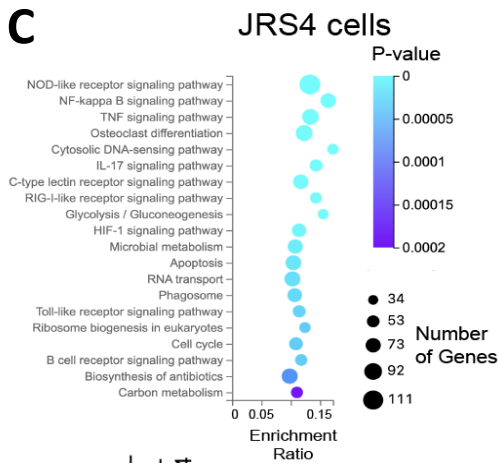 C
JRS4 cells
NOD-like receptor signaling pathway
NF-kappa B signaling pathway
TNF signaling pathway
Osteoclast differentiation
Cytosolic DNA-sensing pathway
IL-17 signaling pathway
C-type lectin receptor signaling pathway
RIG-I-like receptor signaling pathway
Glycolysis / Gluconeogenesis
HIF-1 signaling pathway
Microbial metabolism
Apoptosis
RNA transport
Phagosome
Toll-like receptor signaling pathway
Ribosome biogenesis in eukaryotes
Cell cycle
B cell receptor signaling pathway
Biosynthesis of antibiotics
Carbon metabolism
0 0.05 0.15
Enrichment
Ratio
P-value
0
0.00005
0.0001
0.00015
0.0002
34
53
73
92
111
Number
of Genes